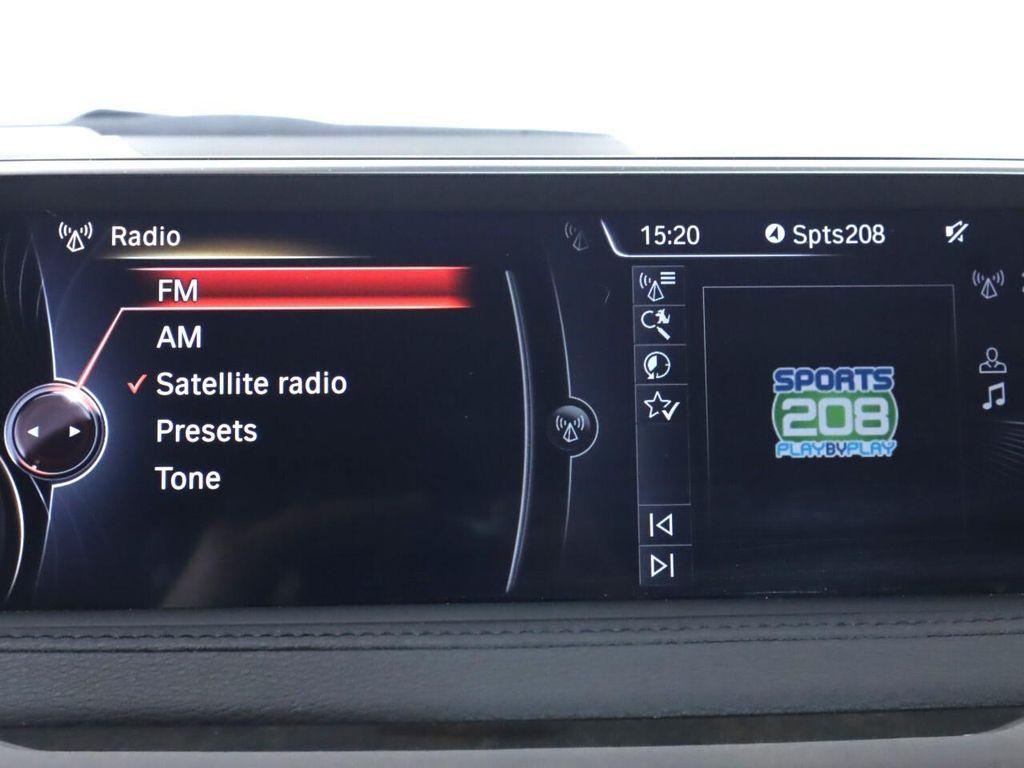 Radio
FM
AM
Satellite radio
Presets
Tone
15:20
Spts208
SPORTS
208
PLAYBYPLAY